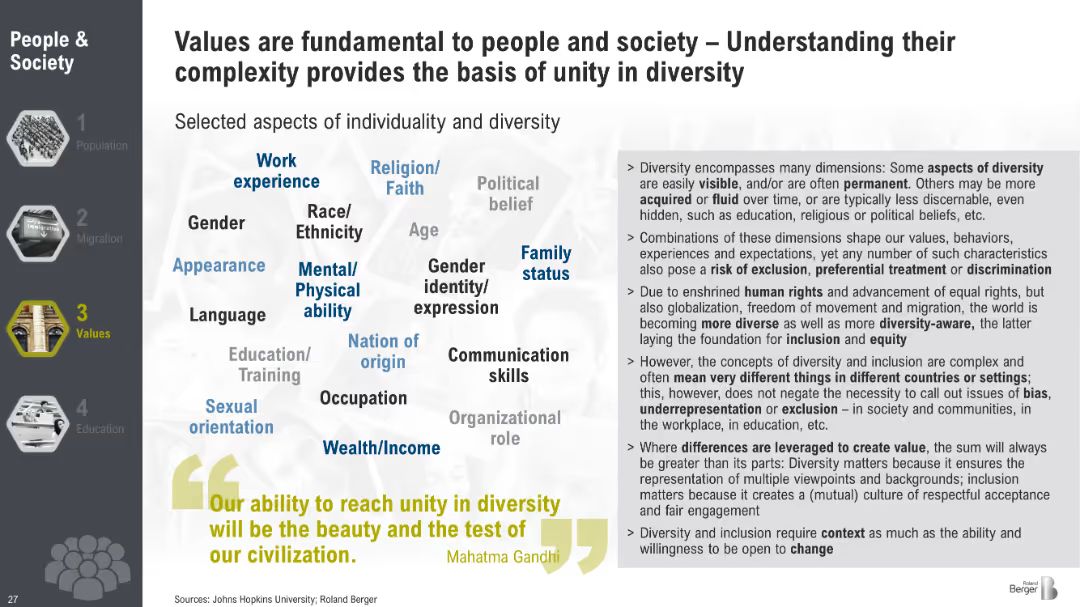 People &
Society
1
Population
2
Migration
3
Values
4
Education
27
Values are fundamental to people and society – Understanding their
complexity provides the basis of unity in diversity
Selected aspects of individuality and diversity
Work
experience
Religion/
Faith
Political
belief
Gender
Race/
Ethnicity
Age
Appearance
Mental/
Physical
ability
Gender
identity/
expression
Family
status
Language
Education/
Training
Nation of
origin
Communication
skills
Occupation
Sexual
orientation
Organizational
role
Wealth/Income
“Our ability to reach unity in diversity
will be the beauty and the test of
our civilization.”
Mahatma Gandhi
> Diversity encompasses many dimensions: Some aspects of diversity
are easily visible, and/or are often permanent. Others may be more
acquired or fluid over time, or are typically less discernable, even
hidden, such as education, religious or political beliefs, etc.
> Combinations of these dimensions shape our values, behaviors,
experiences and expectations, yet any number of such characteristics
also pose a risk of exclusion, preferential treatment or discrimination
> Due to enshrined human rights and advancement of equal rights, but
also globalization, freedom of movement and migration, the world is
becoming more diverse as well as more diversity-aware, the latter
laying the foundation for inclusion and equity
> However, the concepts of diversity and inclusion are complex and
often mean very different things in different countries or settings;
this, however, does not negate the necessity to call out issues of bias,
underrepresentation or exclusion – in society and communities, in
the workplace, in education, etc.
> Where differences are leveraged to create value, the sum will always
be greater than its parts: Diversity matters because it ensures the
representation of multiple viewpoints and backgrounds; inclusion
matters because it creates a (mutual) culture of respectful acceptance
and fair engagement
> Diversity and inclusion require context as much as the ability and
willingness to be open to change
Sources: Johns Hopkins University; Roland Berger
Roland
Berger